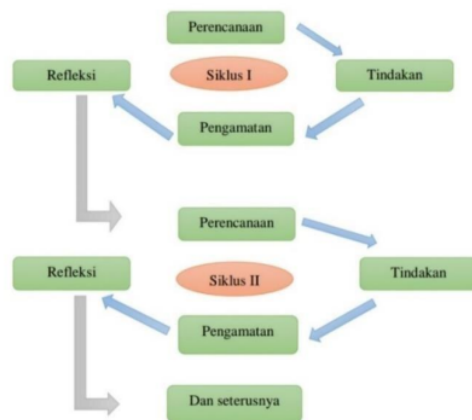 Perencanaan
Refleksi
Siklus I
Tindakan
Pengamatan
Perencanaan
Refleksi
Siklus II
Tindakan
Pengamatan
Dan seterusnya